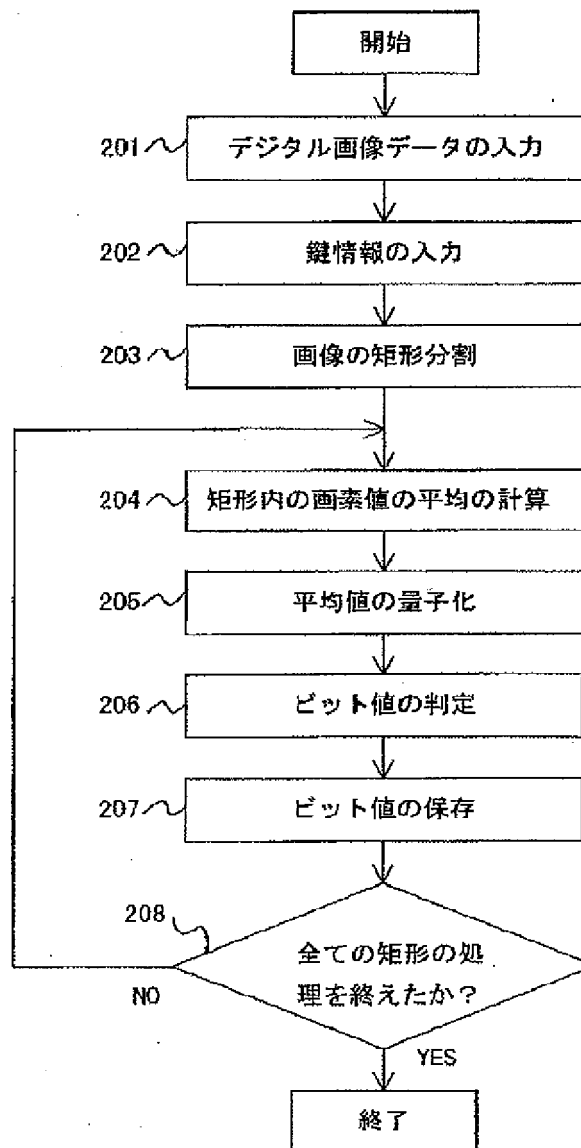 開始
201 デジタル画像データの入力
202 鍵情報の入力
203 画像の矩形分割
204 矩形内の画素値の平均の計算
205 平均値の量子化
206 ビット値の判定
207 ビット値の保存
208
全ての矩形の処
理を終えたか？
NO
YES
終了